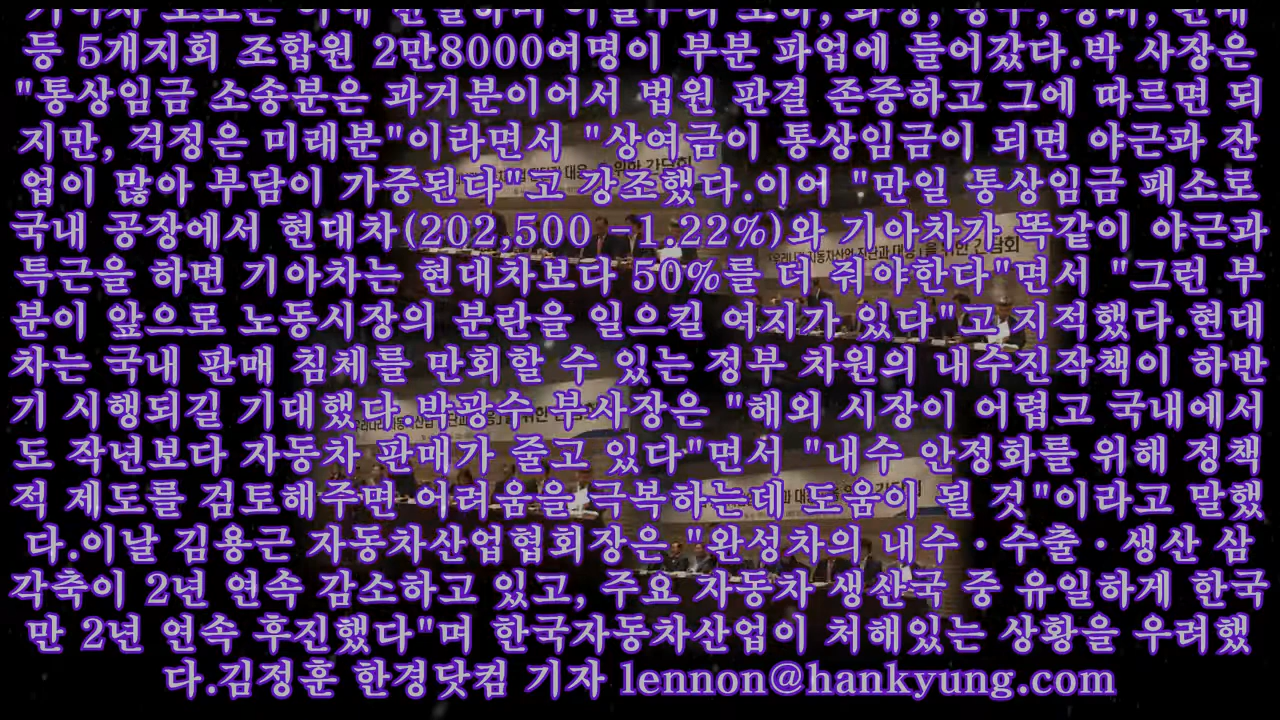 등 5개지회 조합원 2만8000여명이 부분 파업에 들어갔다.박 사장은
"통상임금 소송분은 과거분이어서 법원 판결 존중하고 그에 따르면 되
지만, 걱정은 미래분"이라면서 "상여금이 통상임금이 되면 야근과 잔
업이 많아 부담이 가중된다"고 강조했다.이어 "만일 통상임금 패소로
국내 공장에서 현대차(202,500 -1.22%)와 기아차가 똑같이 야근과
특근을 하면 기아차는 현대차보다 50%를 더 줘야한다"면서 "그런 부
분이 앞으로 노동시장의 분란을 일으킬 여지가 있다"고 지적했다.현대
차는 국내 판매 침체를 만회할 수 있는 정부 차원의 내수진작책이 하반
기 시행되길 기대했다.박광수 부사장은 "해외 시장이 어렵고 국내에서
도 작년보다 자동차 판매가 줄고 있다"면서 "내수 안정화를 위해 정책
적 제도를 검토해주면 어려움을 극복하는데 도움이 될 것"이라고 말했
다.이날 김용근 자동차산업협회장은 "완성차의 내수·수출·생산 삼
각축이 2년 연속 감소하고 있고, 주요 자동차 생산국 중 유일하게 한국
만 2년 연속 후진했다"며 한국자동차산업이 처해있는 상황을 우려했
다.김정훈 한경닷컴 기자 lennon@hankyung.com